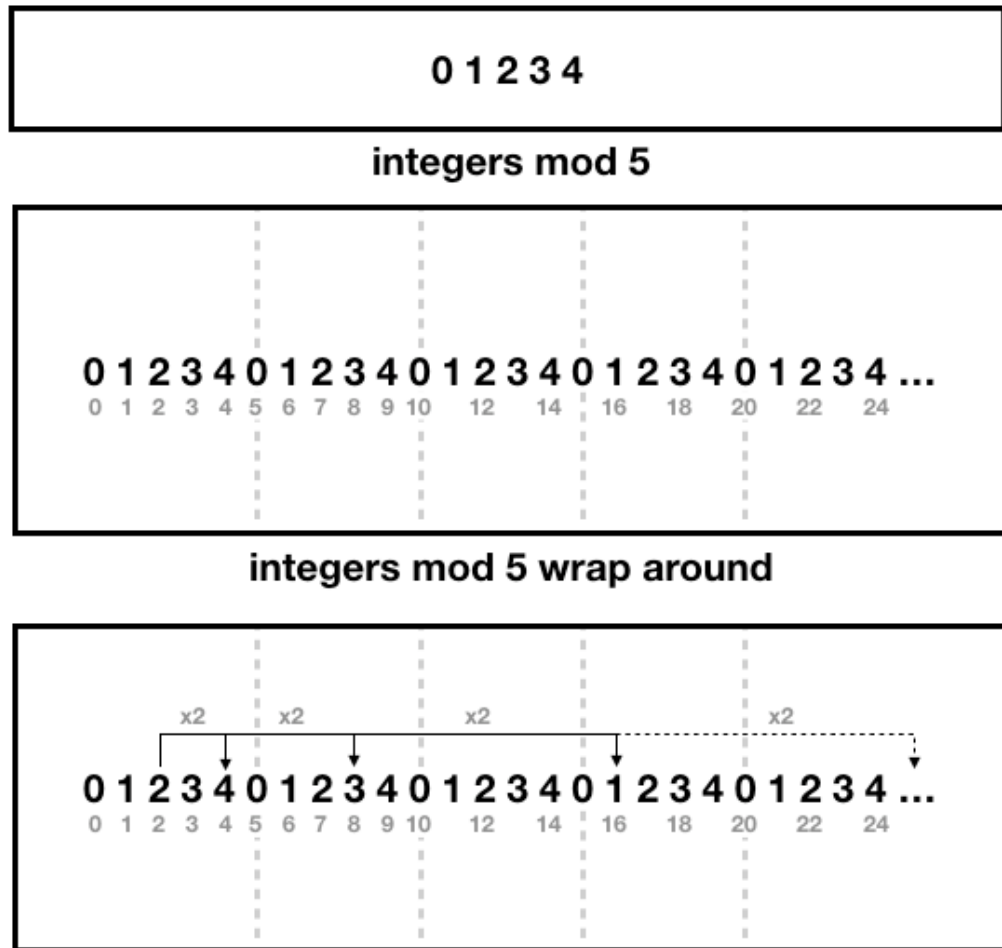 0 1 2 3 4
integers mod 5
0 1 2 3 4 0 1 2 3 4 0 1 2 3 4 0 1 2 3 4 0 1 2 3 4 ...
0 1 2 3 4 5 6 7 8 9 10 12 14 16 18 20 22 24
integers mod 5 wrap around
x2 x2 x2 x2
0 1 2 3 4 0 1 2 3 4 0 1 2 3 4 0 1 2 3 4 0 1 2 3 4 ...
0 1 2 3 4 5 6 7 8 9 10 12 14 16 18 20 22 24